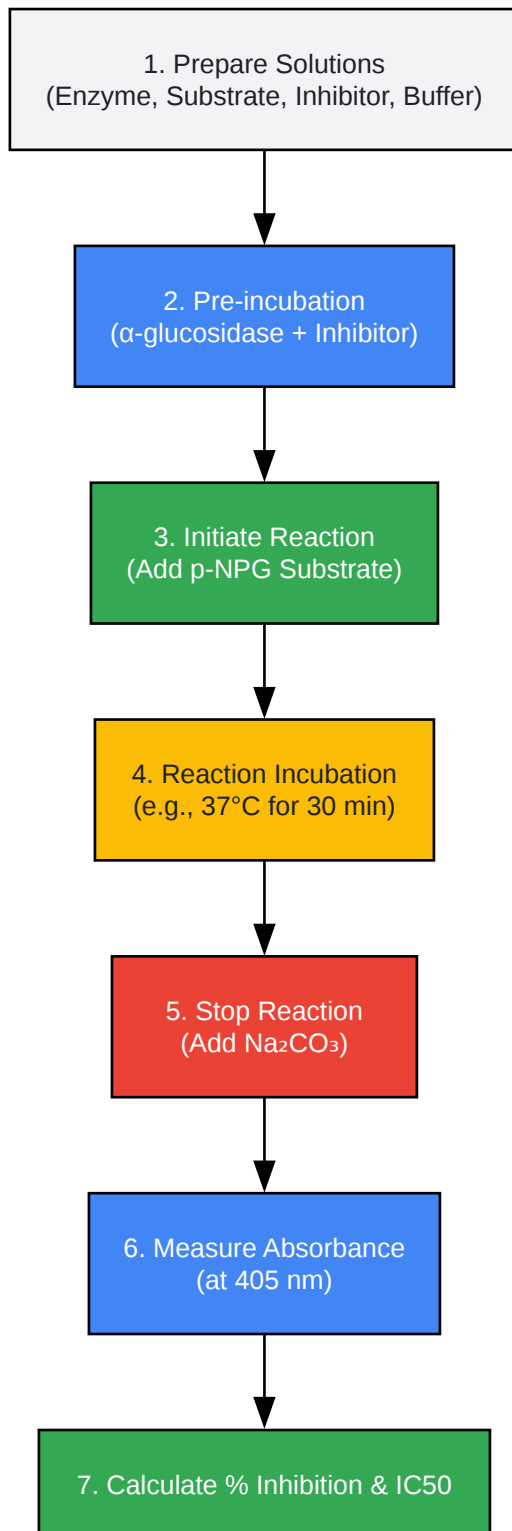 1. Prepare Solutions
(Enzyme, Substrate, Inhibitor, Buffer)
2. Pre-incubation
(α-glucosidase + Inhibitor)
3. Initiate Reaction
(Add p-NPG Substrate)
4. Reaction Incubation
(e.g., 37°C for 30 min)
5. Stop Reaction
(Add Na₂CO₃)
6. Measure Absorbance
(at 405 nm)
7. Calculate % Inhibition & IC50